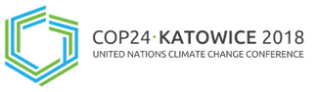 COP24·KATOWICE 2018
UNITED NATIONS CLIMATE CHANGE CONFERENCE